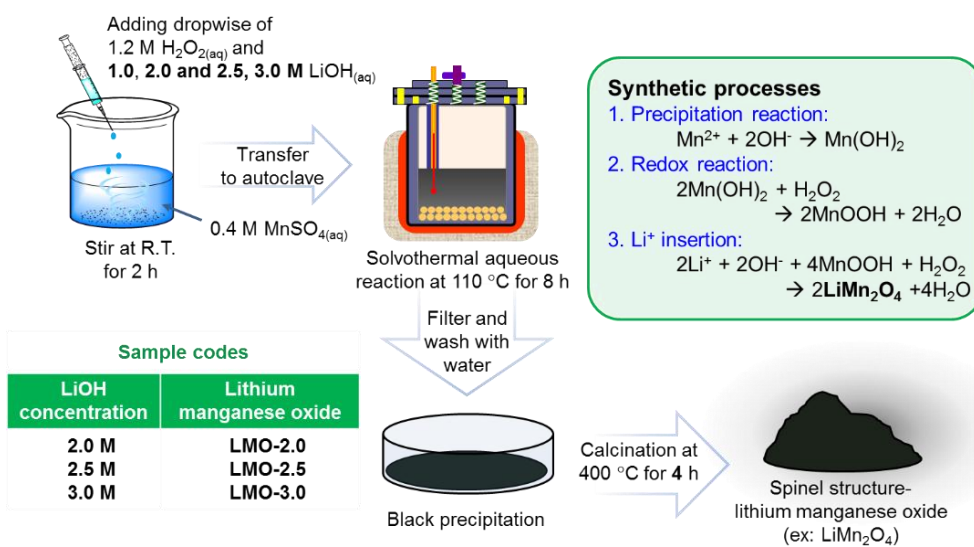 Adding dropwise of
1.2 M H₂O₂₍aq₎ and
1.0, 2.0 and 2.5, 3.0 M LiOH₍aq₎
Transfer
to autoclave
0.4 M MnSO₄₍aq₎
Stir at R.T.
for 2 h
Solvothermal aqueous
reaction at 110 °C for 8 h
Synthetic processes
1. Precipitation reaction:
Mn²⁺ + 2OH⁻ → Mn(OH)₂
2. Redox reaction:
2Mn(OH)₂ + H₂O₂
→ 2MnOOH + 2H₂O
3. Li⁺ insertion:
2Li⁺ + 2OH⁻ + 4MnOOH + H₂O₂
→ 2LiMn₂O₄ +4H₂O
Filter and
wash with
water
Sample codes
LiOH concentration
Lithium manganese oxide
2.0 M LMO-2.0
2.5 M LMO-2.5
3.0 M LMO-3.0
Black precipitation
Calcination at
400 °C for 4 h
Spinel structure-
lithium manganese oxide
(ex: LiMn₂O₄)